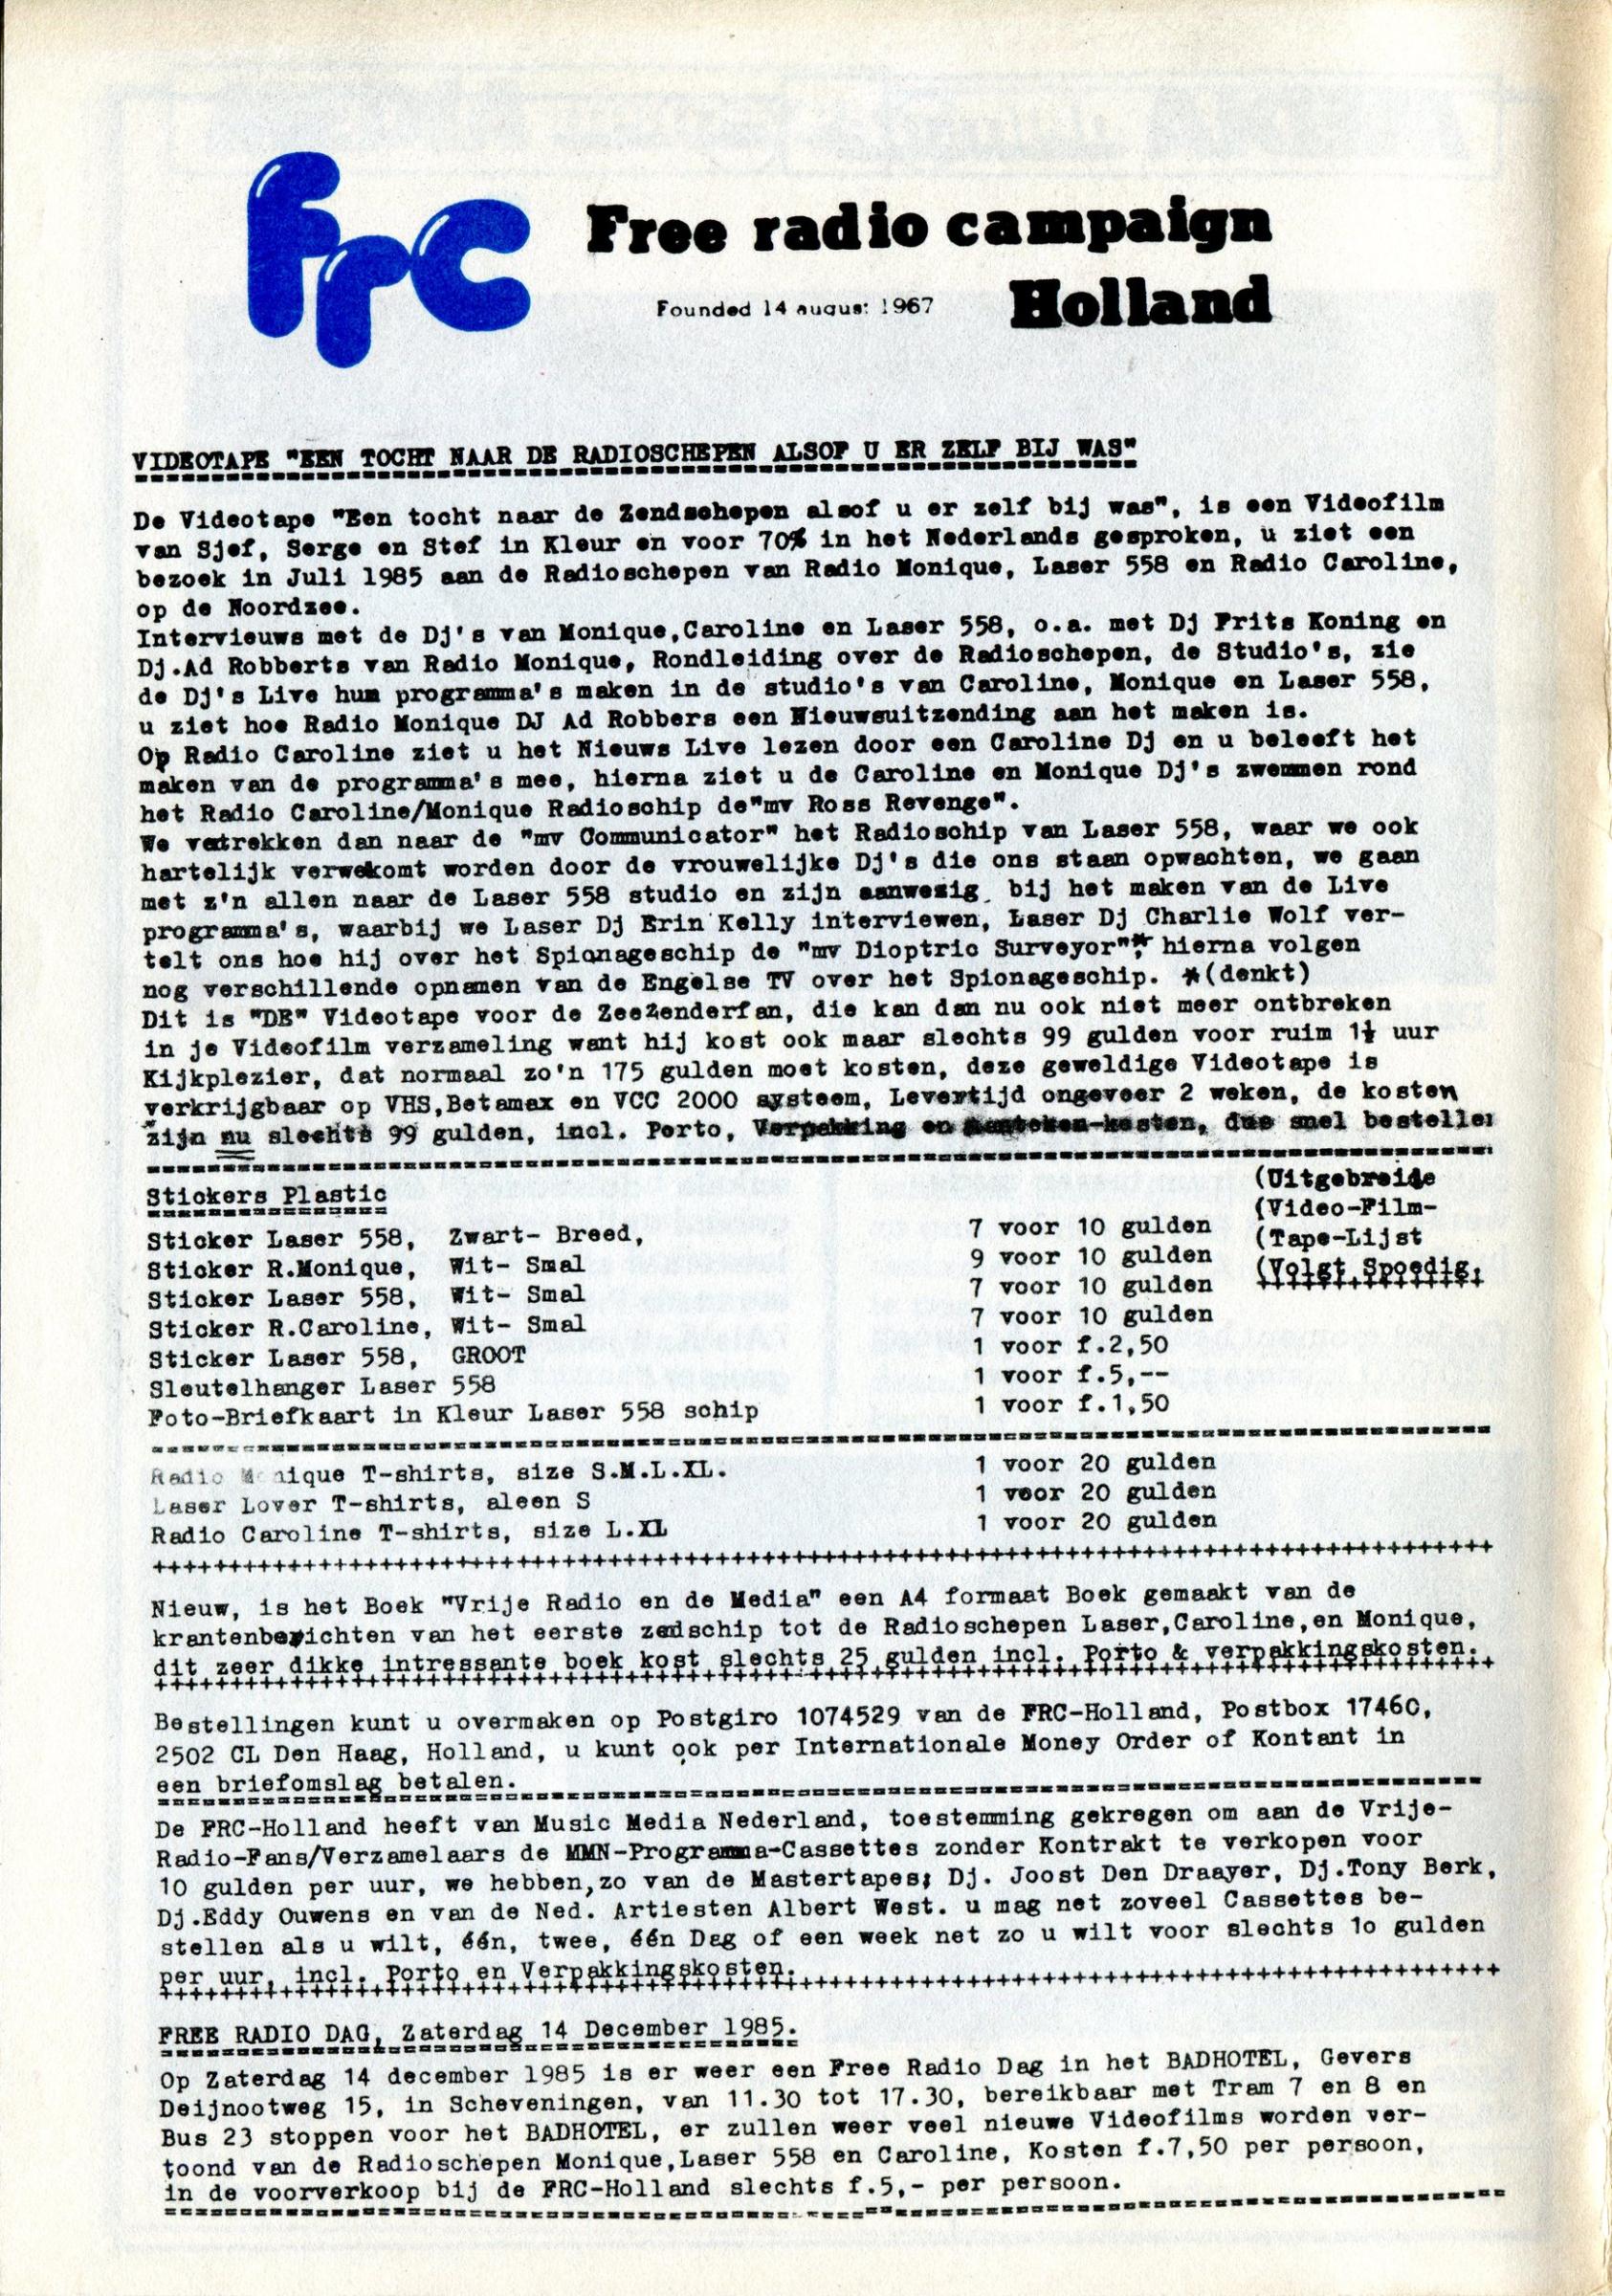 frc Free radio campaign
Founded 14 august 1967 Holland
VIDEOTAPE "EEN TOCHT NAAR DE RADIOSCHEPEN ALSOF U ER ZELF BIJ WAS"
De Videotape "Een tocht naar de Zendschepen alsof u er zelf bij was", is een Videofilm
van Sjef, Serge en Stef in Kleur en voor 70% in het Nederlands gesproken, u ziet een
bezoek in Juli 1985 aan de Radioschepen van Radio Monique, Laser 558 en Radio Caroline,
op de Noordzee.
Intervieuws met de Dj's van Monique,Caroline en Laser 558, o.a. met Dj Frits Koning en
Dj.Ad Robberts van Radio Monique, Rondleiding over de Radioschepen, de Studio's, zie
de Dj's Live hun programma's maken in de studio's van Caroline, Monique en Laser 558,
u ziet hoe Radio Monique DJ Ad Robbers een Nieuwsuitzending aan het maken is.
Op Radio Caroline ziet u het Nieuws Live lezen door een Caroline Dj en u beleeft het
maken van de programma's mee, hierna ziet u de Caroline en Monique Dj's zwemmen rond
het Radio Caroline/Monique Radioschip de"mv Ross Revenge".
We vetrekken dan naar de "mv Communicator" het Radioschip van Laser 558, waar we ook
hartelijk verwekomt worden door de vrouwelijke Dj's die ons staan opwachten, we gaan
met z'n allen naar de Laser 558 studio en zijn aanwezig bij het maken van de Live
programma's, waarbij we Laser Dj Erin Kelly interviewen, Laser Dj Charlie Wolf ver-
telt ons hoe hij over het Spionageschip de "mv Dioptric Surveyor"* hierna volgen
nog verschillende opnamen van de Engelse TV over het Spionageschip. *(denkt)
Dit is "DE" Videotape voor de ZeeZenderfan, die kan dan nu ook niet meer ontbreken
in je Videofilm verzameling want hij kost ook maar slechts 99 gulden voor ruim 1½ uur
Kijkplezier, dat normaal zo'n 175 gulden moet kosten, deze geweldige Videotape is
verkrijgbaar op VHS,Betamax en VCC 2000 systeem, Levertijd ongeveer 2 weken, de kosten
zijn nu slechts 99 gulden, incl. Porto, Verpakking en kosten, dus snel bestellen
Stickers Plastic (Uitgebreide
(Video-Film-
Sticker Laser 558, Zwart- Breed, 7 voor 10 gulden (Tape-Lijst
Sticker R.Monique, Wit- Smal 9 voor 10 gulden (Volgt Spoedig.
Sticker Laser 558, Wit- Smal 7 voor 10 gulden
Sticker R.Caroline, Wit- Smal 7 voor 10 gulden
Sticker Laser 558, GROOT 1 voor f.2,50
Sleutelhanger Laser 558 1 voor f.5,--
Foto-Briefkaart in Kleur Laser 558 schip 1 voor f.1,50
Radio Monique T-shirts, size S.M.L.XL. 1 voor 20 gulden
Laser Lover T-shirts, aleen S 1 voor 20 gulden
Radio Caroline T-shirts, size L.XL 1 voor 20 gulden
++++++++++++++++++++++++++++++++++++++++++++++++++++++++++++++++++++++++++++++++++++++
Nieuw, is het Boek "Vrije Radio en de Media" een A4 formaat Boek gemaakt van de
krantenberichten van het eerste zendschip tot de Radioschepen Laser,Caroline,en Monique,
dit zeer dikke intressante boek kost slechts 25 gulden incl. Porto & verpakkingskosten.
Bestellingen kunt u overmaken op Postgiro 1074529 van de FRC-Holland, Postbox 17460,
2502 CL Den Haag, Holland, u kunt ook per Internationale Money Order of Kontant in
een briefomslag betalen.
De FRC-Holland heeft van Music Media Nederland, toestemming gekregen om aan de Vrije-
Radio-Fans/Verzamelaars de MMN-Programma-Cassettes zonder Kontrakt te verkopen voor
10 gulden per uur, we hebben,zo van de Mastertapes; Dj. Joost Den Draayer, Dj.Tony Berk,
Dj.Eddy Ouwens en van de Ned. Artiesten Albert West. u mag net zoveel Cassettes be-
stellen als u wilt, één, twee, één Dag of een week net zo u wilt voor slechts 1o gulden
per uur, incl. Porto en Verpakkingskosten.
FREE RADIO DAG, Zaterdag 14 December 1985.
Op Zaterdag 14 december 1985 is er weer een Free Radio Dag in het BADHOTEL, Gevers
Deijnootweg 15, in Scheveningen, van 11.30 tot 17.30, bereikbaar met Tram 7 en 8 en
Bus 23 stoppen voor het BADHOTEL, er zullen weer veel nieuwe Videofilms worden ver-
toond van de Radioschepen Monique,Laser 558 en Caroline, Kosten f.7,50 per persoon,
in de voorverkoop bij de FRC-Holland slechts f.5,- per persoon.